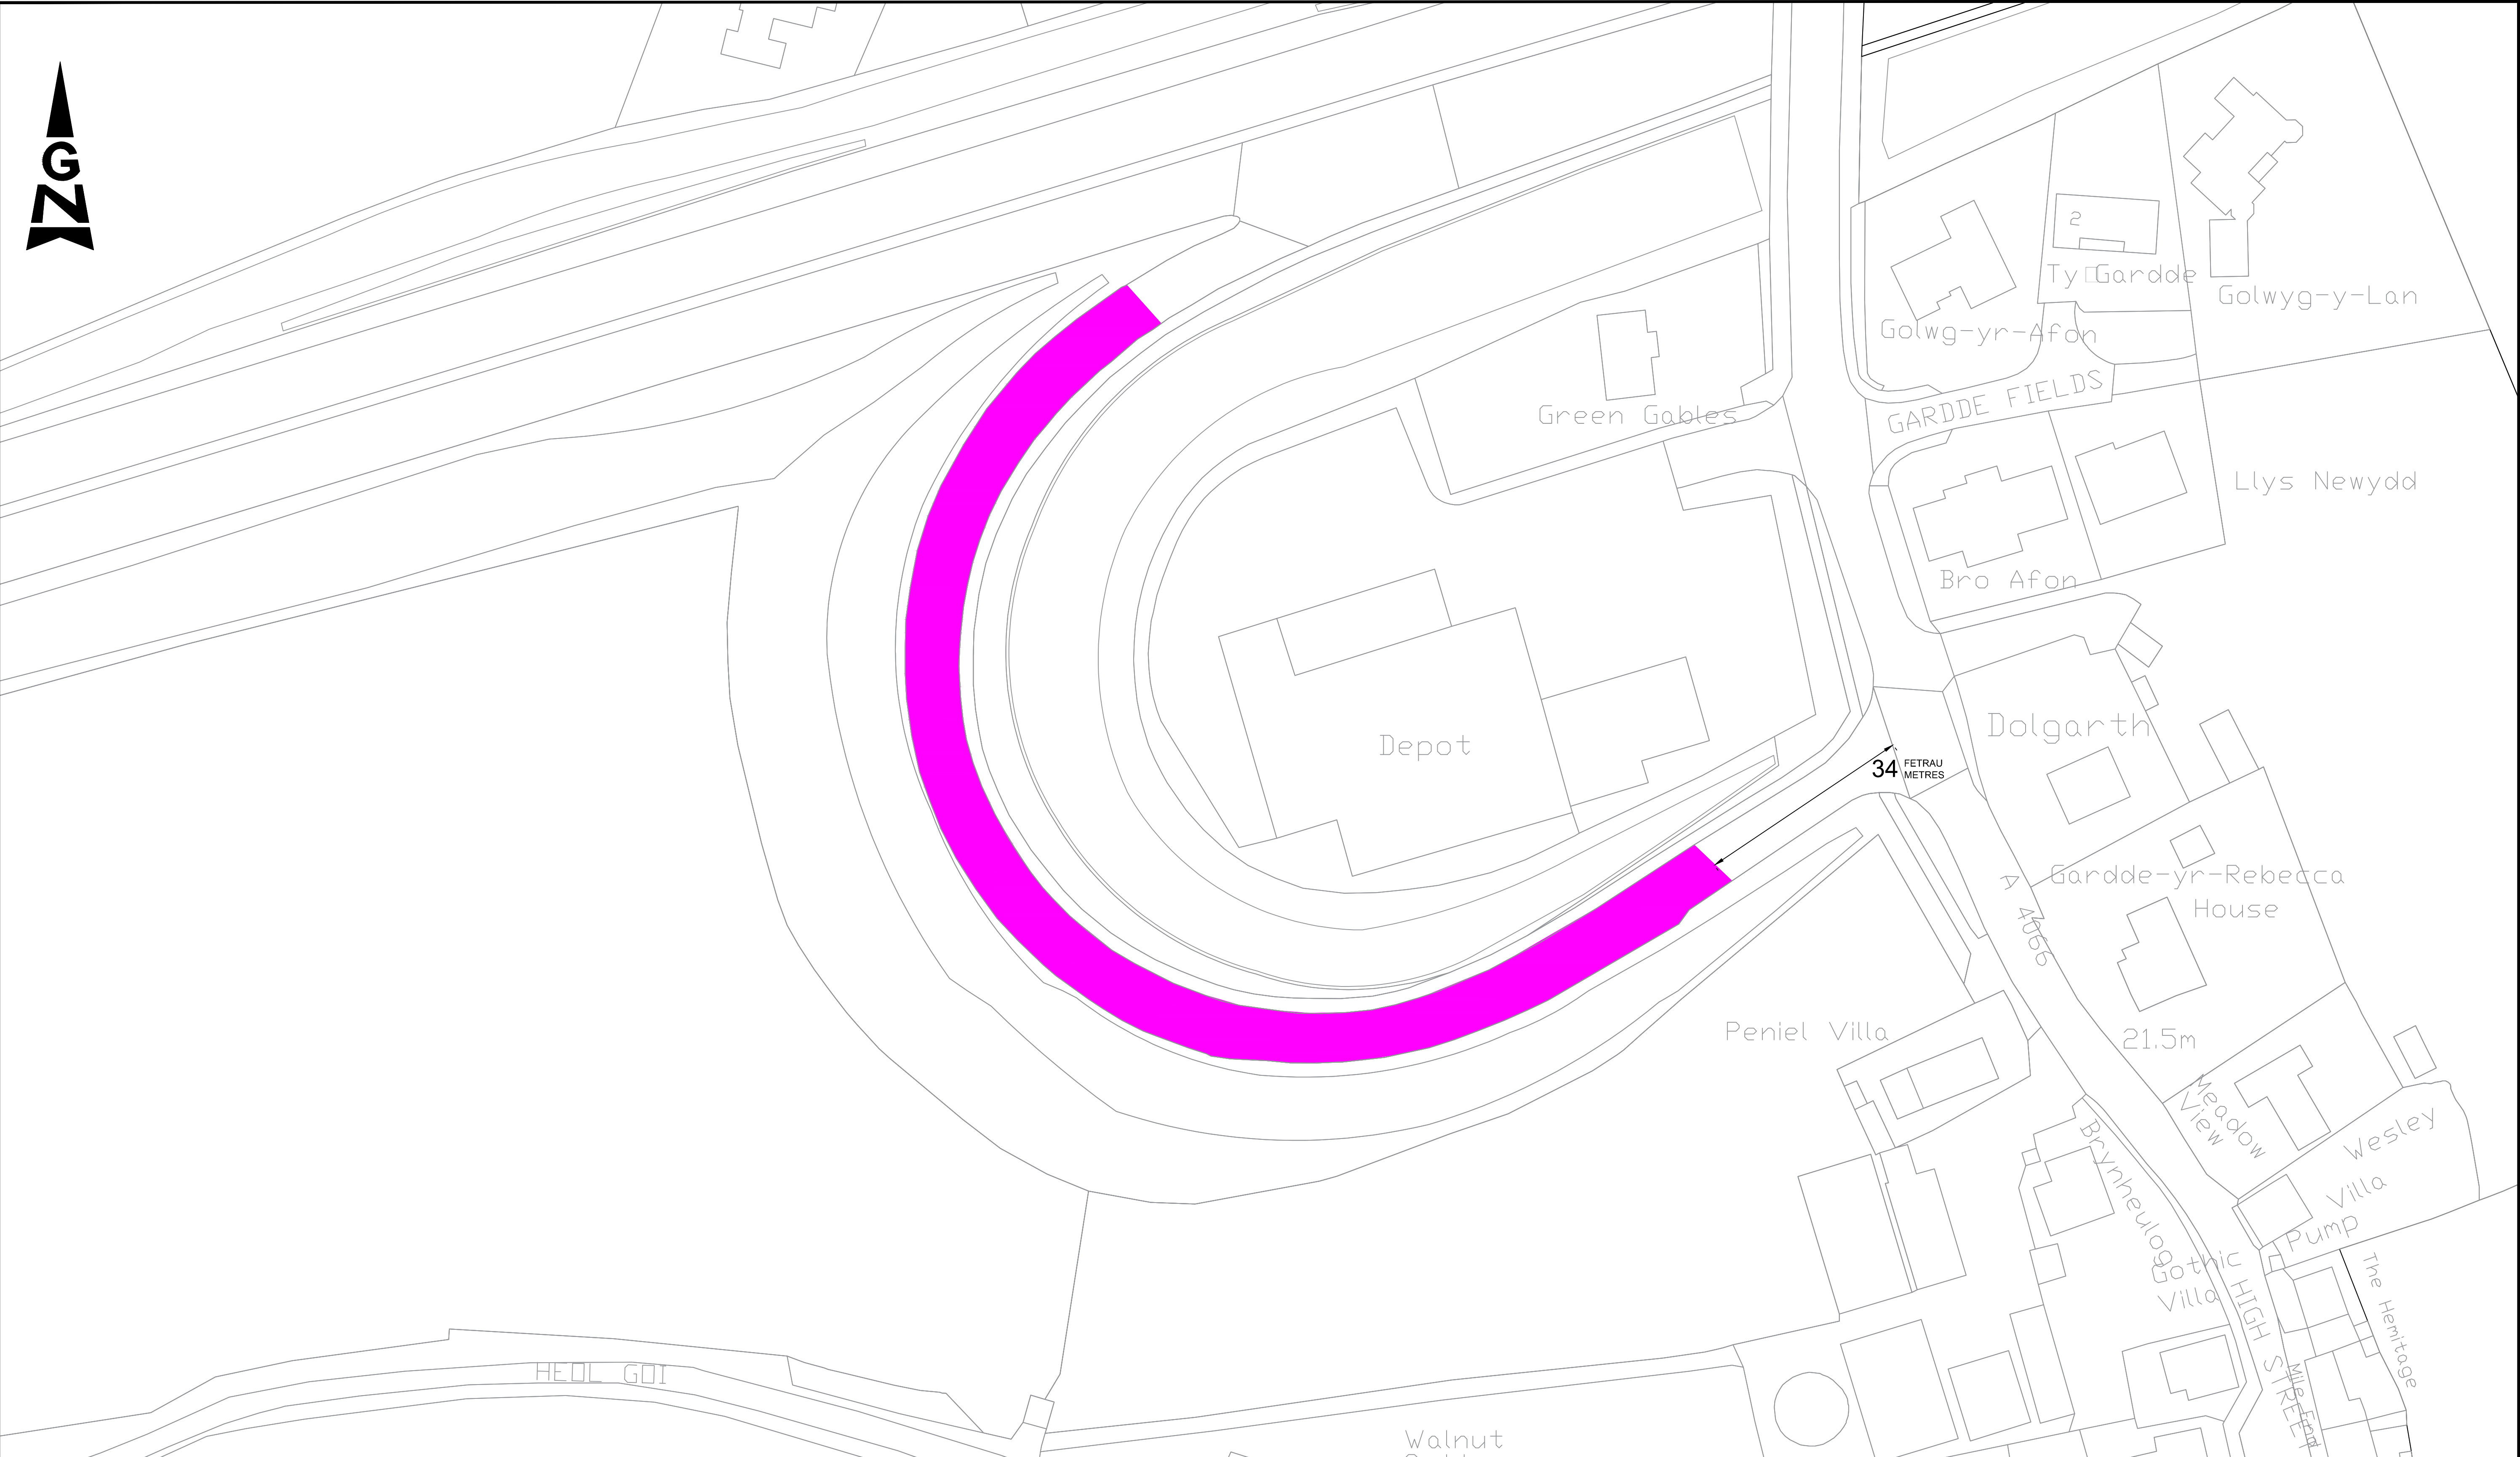 G
N
2
Ty Gardde
Golwyg-y-Lan
Golwg-yr-Afon
GARDDE FIELDS
Green Gables
Llys Newydd
Bro Afon
Dolgarth
Depot
34 FETRAU
METRES
Gardde-yr-Rebecca
House
A 4066
Peniel Villa
21.5m
Meadow
View
Wesley
Villa
Brynheulog
Pump
Gothic
Villa
HIGH STREET
The Hemitage
Mile End
HEOL GOI
Walnut